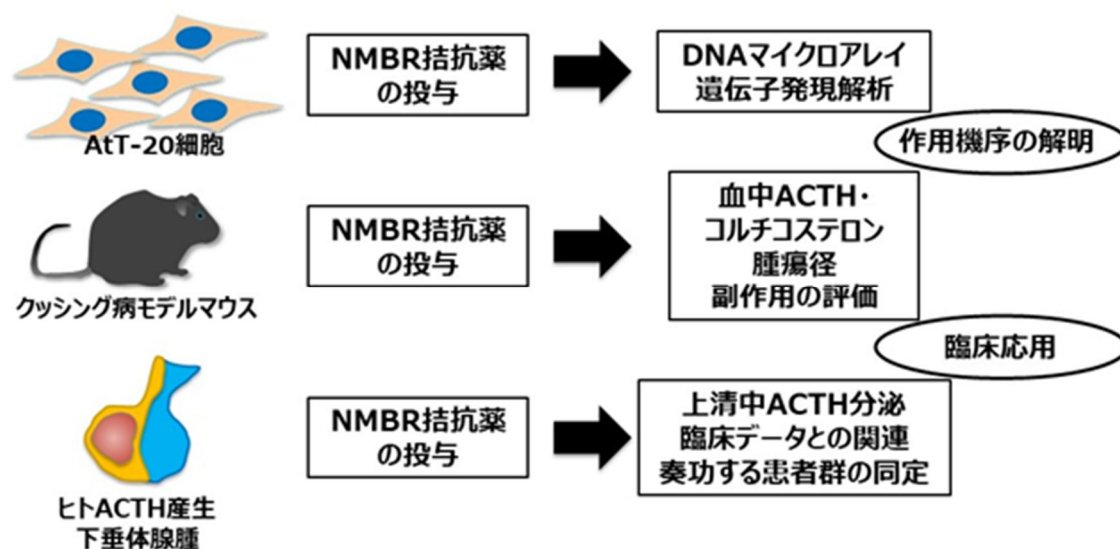 AtT-20細胞
NMBR拮抗薬
の投与
DNAマイクロアレイ
遺伝子発現解析
作用機序の解明
クッシング病モデルマウス
NMBR拮抗薬
の投与
血中ACTH・
コルチコステロン
腫瘍径
副作用の評価
臨床応用
ヒトACTH産生
下垂体腺腫
NMBR拮抗薬
の投与
上清中ACTH分泌
臨床データとの関連
奏功する患者群の同定